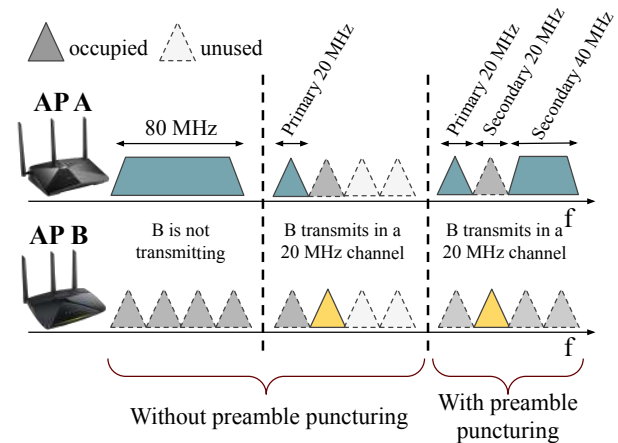 occupied
unused
Primary 20 MHz
Primary 20 MHz
Secondary 20 MHz
Secondary 40 MHz
AP A
80 MHz
f
AP B
B is not
transmitting
B transmits in a
20 MHz channel
B transmits in a
20 MHz channel
f
Without preamble puncturing
With preamble
puncturing